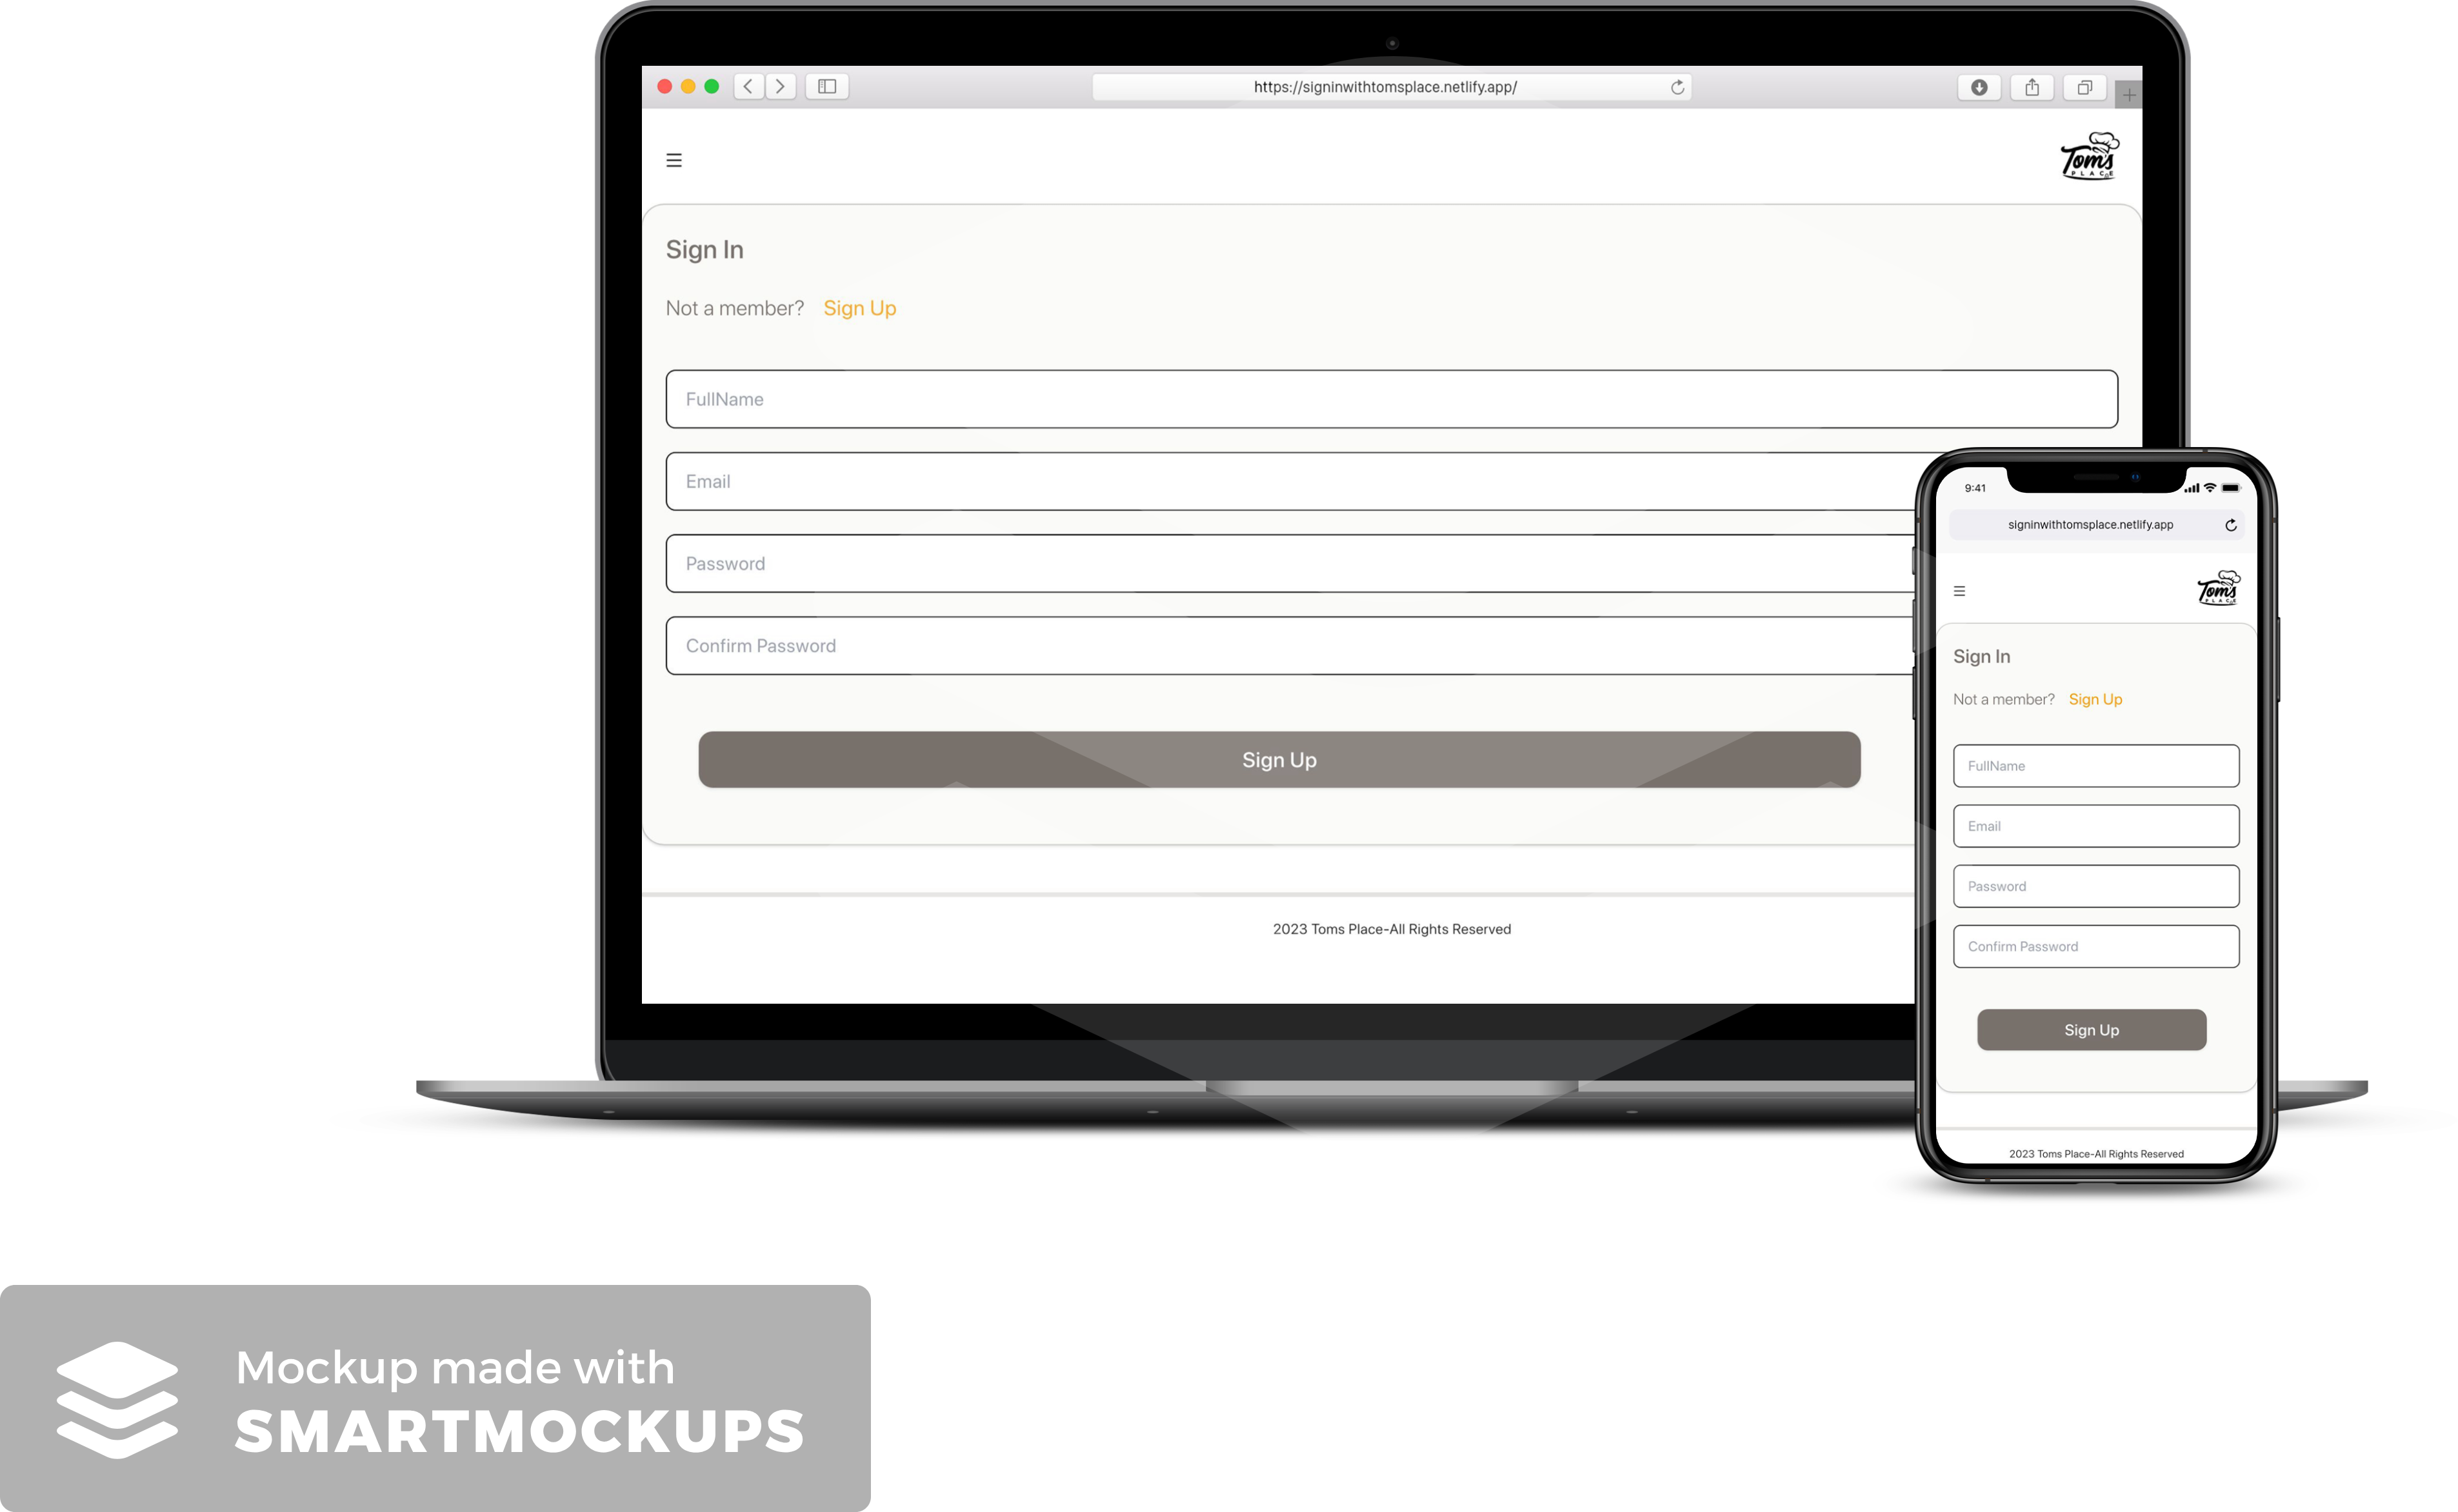 https://signinwithtomsplace.netlify.app/
Tom's
PLACE
Sign In
Not a member? Sign Up
FullName
Email
Password
Confirm Password
Sign Up
2023 Toms Place-All Rights Reserved
9:41
signinwithtomsplace.netlify.app
Tom's
PLACE
Sign In
Not a member? Sign Up
FullName
Email
Password
Confirm Password
Sign Up
2023 Toms Place-All Rights Reserved
Mockup made with
SMARTMOCKUPS